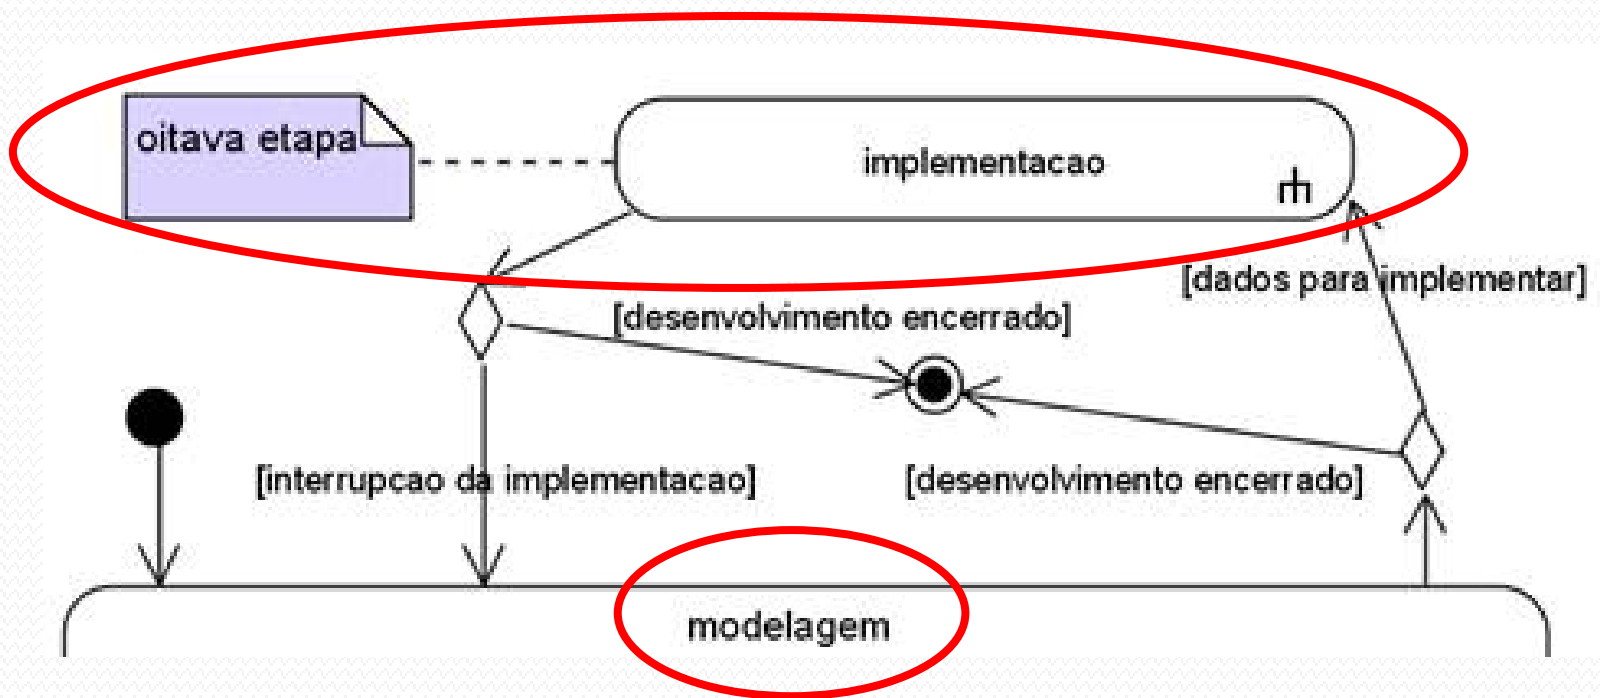 oitava etapa
implementacao
[dados para implementar]
[desenvolvimento encerrado]
[interrupcao da implementacao]
[desenvolvimento encerrado]
modelagem